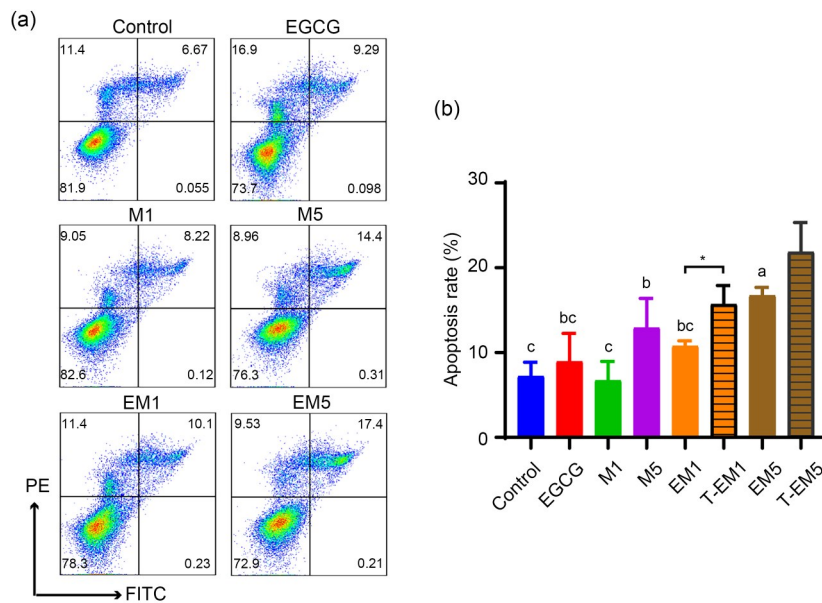 (a)
Control
EGCG
11.4
6.67
16.9
9.29
81.9
0.055
73.7
0.098
M1
M5
9.05
8.22
8.96
14.4
82.6
0.12
76.3
0.31
EM1
EM5
11.4
10.1
9.53
17.4
78.3
0.23
72.9
0.21
PE
FITC
(b)
Apoptosis rate (%)
30
20
10
0
c
bc
c
b
bc
*
a
Control
EGCG
M1
M5
EM1
T-EM1
EM5
T-EM5